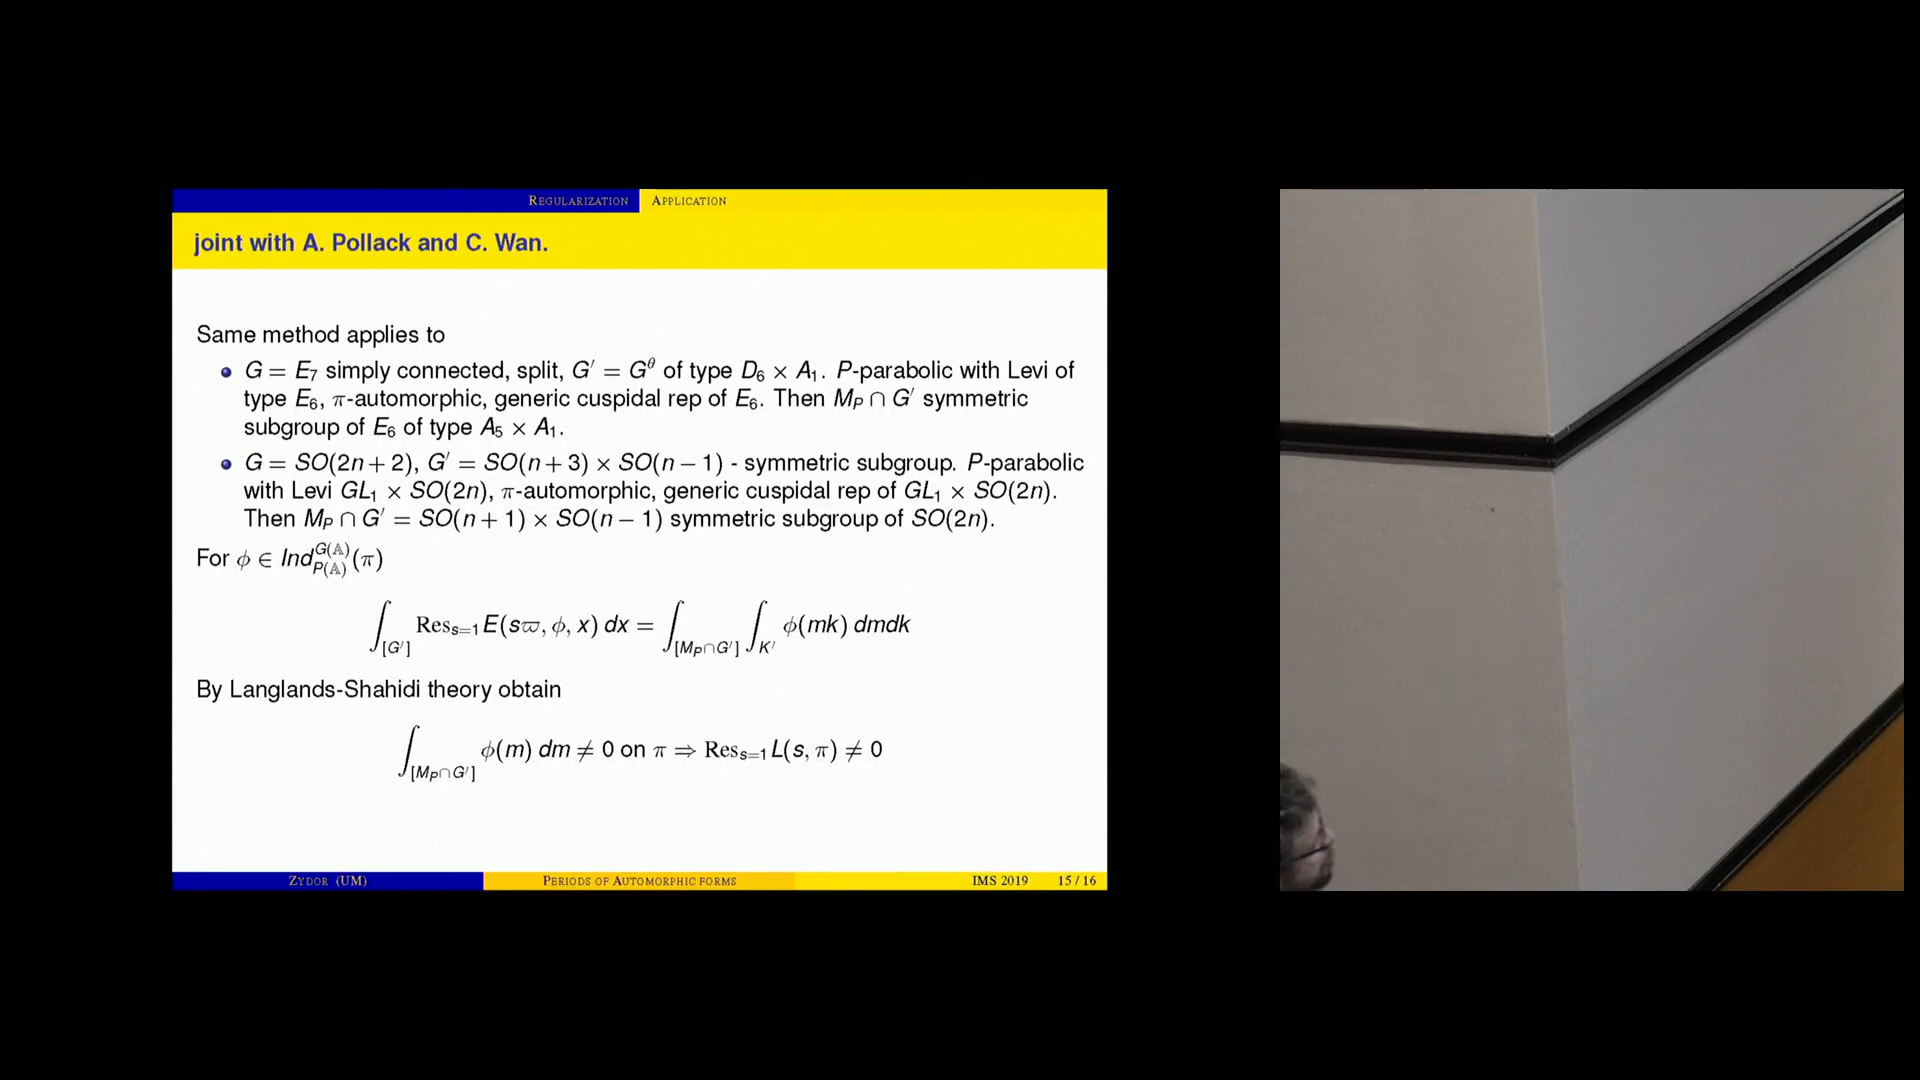 REGULARIZATION APPLICATION
joint with A. Pollack and C. Wan.
Same method applies to
G = E₇ simply connected, split, G′ = G^θ of type D₆ × A₁. P-parabolic with Levi of
type E₆, π-automorphic, generic cuspidal rep of E₆. Then M_P ∩ G′ symmetric
subgroup of E₆ of type A₅ × A₁.
G = SO(2n + 2), G′ = SO(n + 3) × SO(n − 1) - symmetric subgroup. P-parabolic
with Levi GL₁ × SO(2n), π-automorphic, generic cuspidal rep of GL₁ × SO(2n).
Then M_P ∩ G′ = SO(n + 1) × SO(n − 1) symmetric subgroup of SO(2n).
For φ ∈ Ind_{P(𝔸)}^{G(𝔸)}(π)
∫_{[G′]} Res_{s=1} E(sϖ, φ, x) dx = ∫_{[M_P∩G′]} ∫_{K′} φ(mk) dmdk
By Langlands-Shahidi theory obtain
∫_{[M_P∩G′]} φ(m) dm ≠ 0 on π ⇒ Res_{s=1} L(s, π) ≠ 0
ZYDOR (UM) PERIODS OF AUTOMORPHIC FORMS IMS 2019 15 / 16